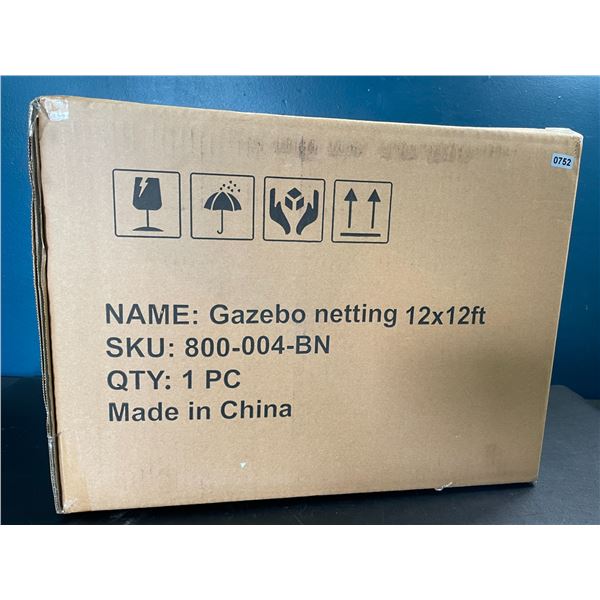 0752
NAME: Gazebo netting 12x12ft
SKU: 800-004-BN
QTY: 1 PC
Made in China